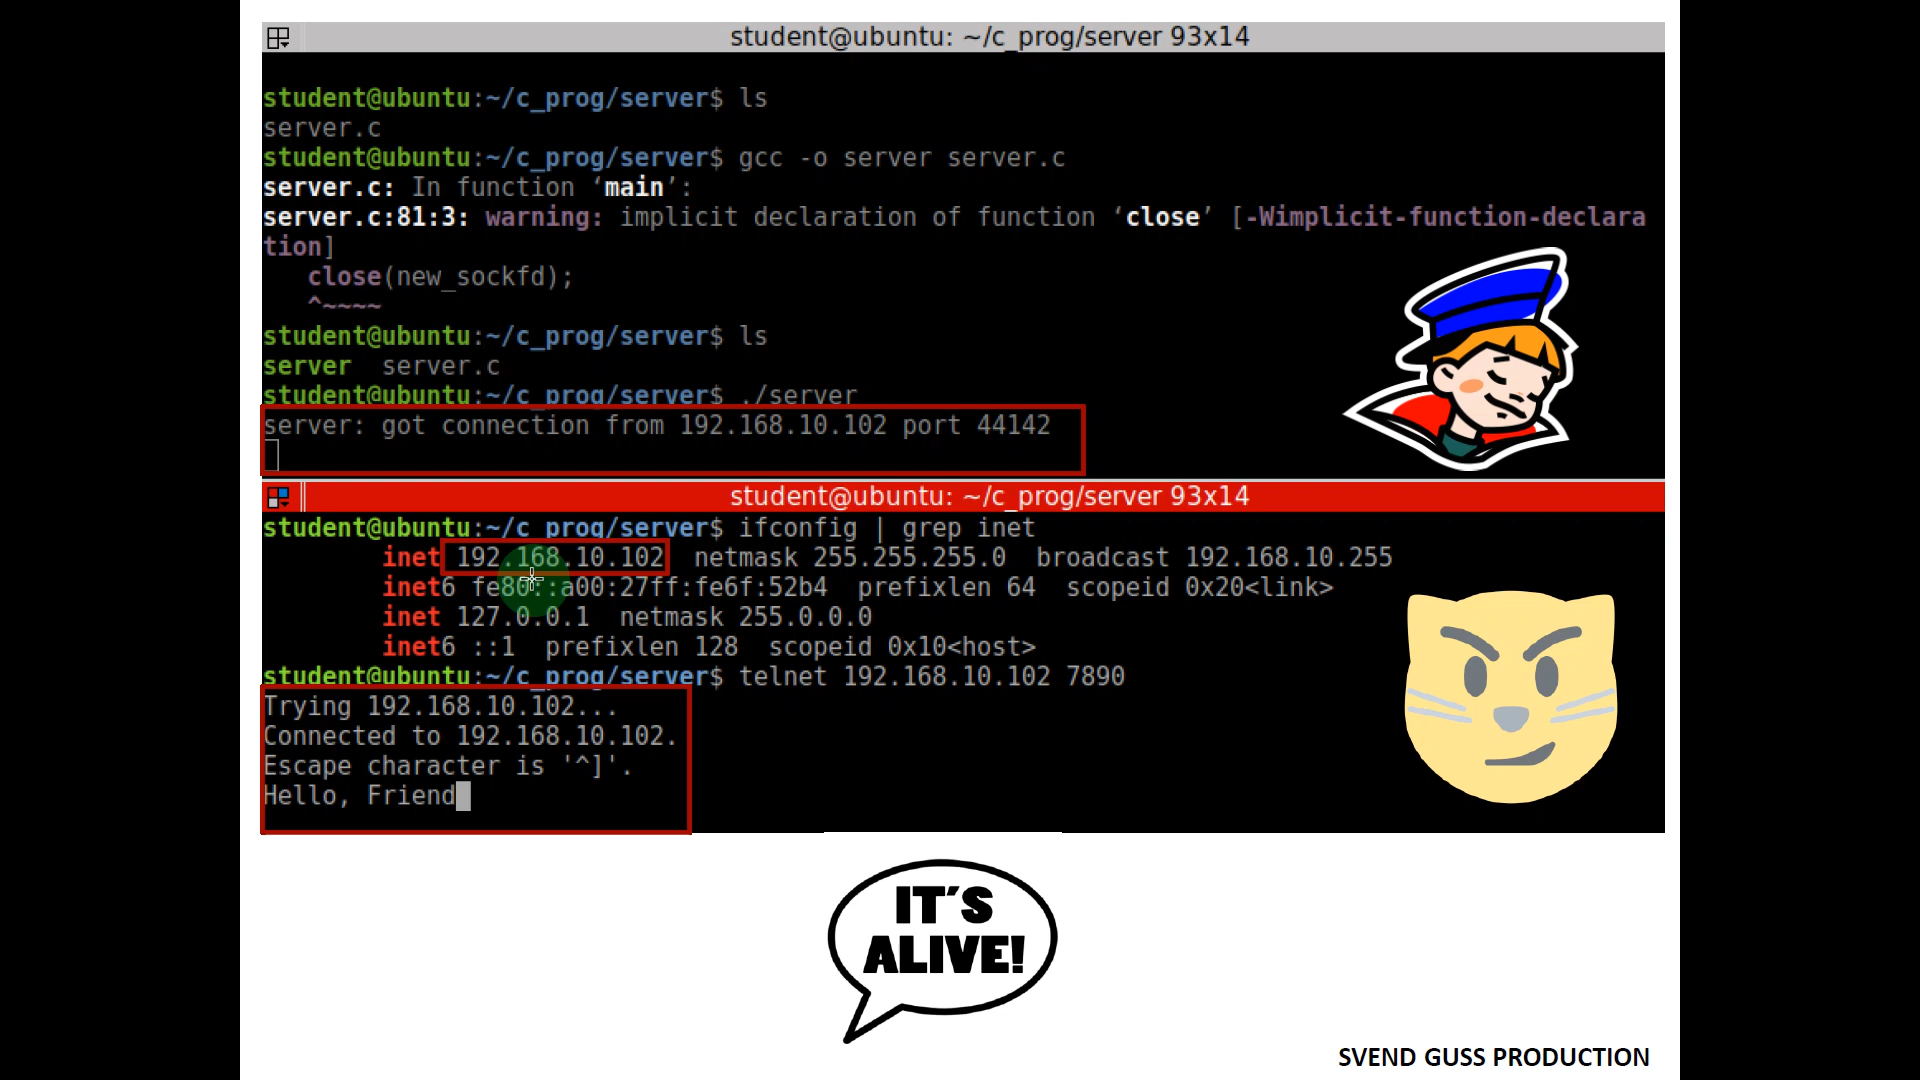 student@ubuntu: ~/c_prog/server 93x14
student@ubuntu:~/c_prog/server$ ls
server.c
student@ubuntu:~/c_prog/server$ gcc -o server server.c
server.c: In function ‘main’:
server.c:81:3: warning: implicit declaration of function ‘close’ [-Wimplicit-function-declara
tion]
   close(new_sockfd);
   ^~~~~
student@ubuntu:~/c_prog/server$ ls
server  server.c
student@ubuntu:~/c_prog/server$ ./server
server: got connection from 192.168.10.102 port 44142
student@ubuntu: ~/c_prog/server 93x14
student@ubuntu:~/c_prog/server$ ifconfig | grep inet
        inet 192.168.10.102  netmask 255.255.255.0  broadcast 192.168.10.255
        inet6 fe80::a00:27ff:fe6f:52b4  prefixlen 64  scopeid 0x20<link>
        inet 127.0.0.1  netmask 255.0.0.0
        inet6 ::1  prefixlen 128  scopeid 0x10<host>
student@ubuntu:~/c_prog/server$ telnet 192.168.10.102 7890
Trying 192.168.10.102...
Connected to 192.168.10.102.
Escape character is '^]'.
Hello, Friend
IT'S
ALIVE!
SVEND GUSS PRODUCTION